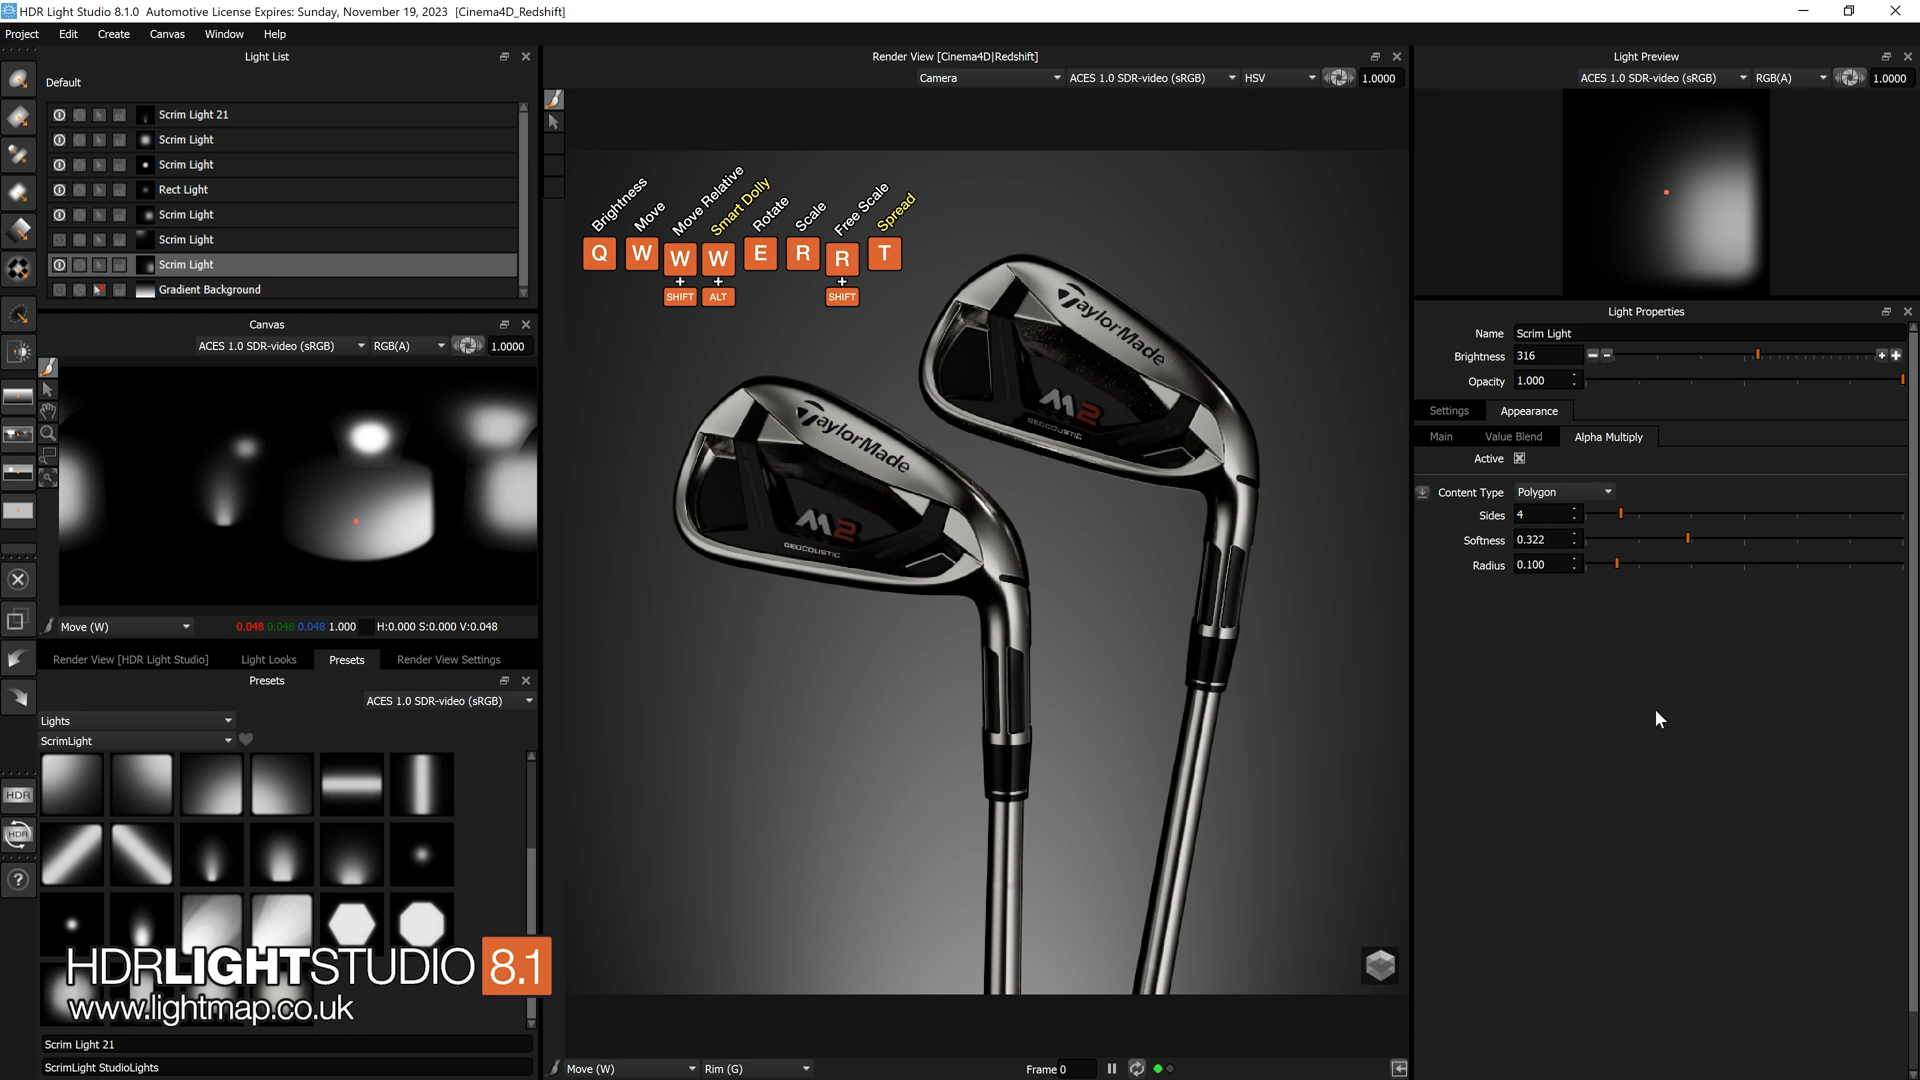 HDR Light Studio 8.1.0 Automotive License Expires: Sunday, November 19, 2023 [Cinema4D_Redshift]
Project Edit Create Canvas Window Help
Light List
Default
Scrim Light 21
Scrim Light
Scrim Light
Rect Light
Scrim Light
Scrim Light
Scrim Light
Gradient Background
Canvas
ACES 1.0 SDR-video (sRGB) RGB(A) 1.0000
Move (W) 0.048 0.048 0.048 1.000 H:0.000 S:0.000 V:0.048
Render View [HDR Light Studio] Light Looks Presets Render View Settings
Presets
ACES 1.0 SDR-video (sRGB)
Lights
ScrimLight
HDR
HDR
?
HDRLIGHTSTUDIO 8.1
www.lightmap.co.uk
Scrim Light 21
ScrimLight StudioLights
Render View [Cinema4D|Redshift]
Camera ACES 1.0 SDR-video (sRGB) HSV 1.0000
Brightness Move Move Relative Smart Dolly Rotate Scale Free Scale Spread
Q W W W E R R T
+ + +
SHIFT ALT SHIFT
TaylorMade
M2
GEOCOUSTIC
TaylorMade
M2
GEOCOUSTIC
Move (W) Rim (G) Frame 0
Light Preview
ACES 1.0 SDR-video (sRGB) RGB(A) 1.0000
Light Properties
Name Scrim Light
Brightness 316
Opacity 1.000
Settings Appearance
Main Value Blend Alpha Multiply
Active
Content Type Polygon
Sides 4
Softness 0.322
Radius 0.100